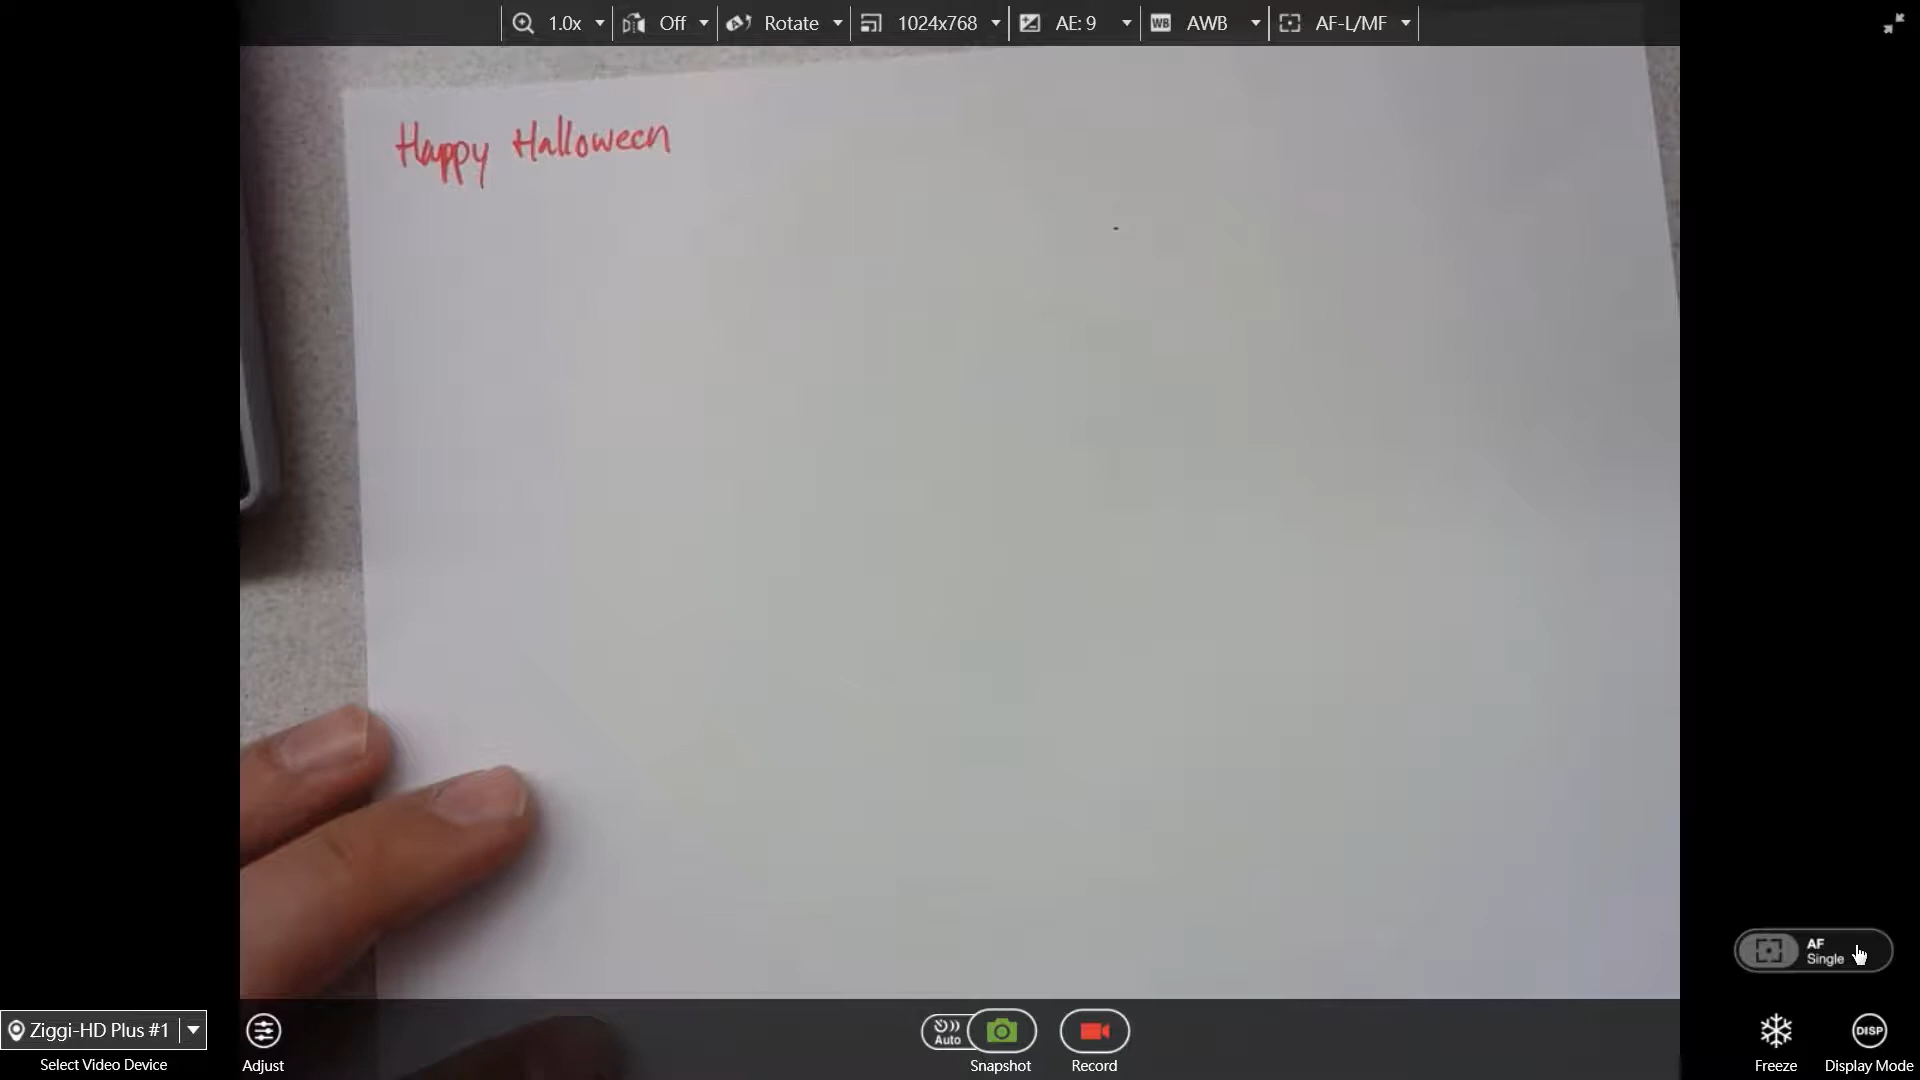 1.0x Off Rotate 1024x768 AE: 9 WB AWB AF-L/MF
Happy Halloween
AF
Single
Ziggi-HD Plus #1
Select Video Device
Adjust
Auto
Snapshot
Record
Freeze
DISP
Display Mode